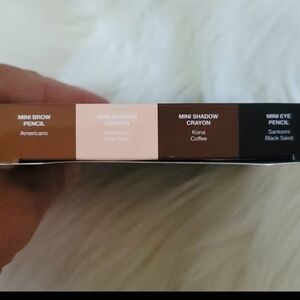 MINI BROW
PENCIL
Americano
MINI SHADOW
CRAYON
MINI SHADOW
CRAYON
Kona
Coffee
MINI EYE
PENCIL
Santorini
Black Sand